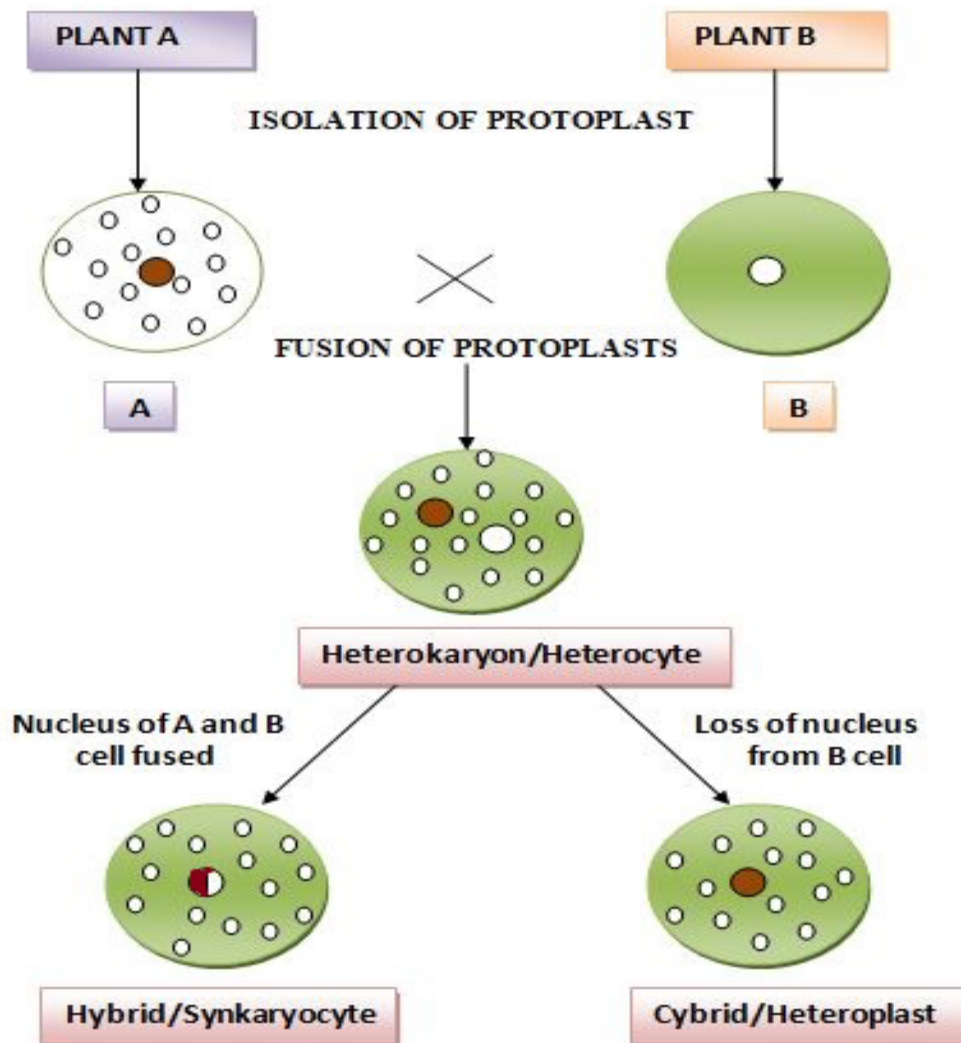 PLANT A
PLANT B
ISOLATION OF PROTOPLAST
FUSION OF PROTOPLASTS
A
B
Heterokaryon/Heterocyte
Nucleus of A and B
cell fused
Loss of nucleus
from B cell
Hybrid/Synkaryocyte
Cybrid/Heteroplast